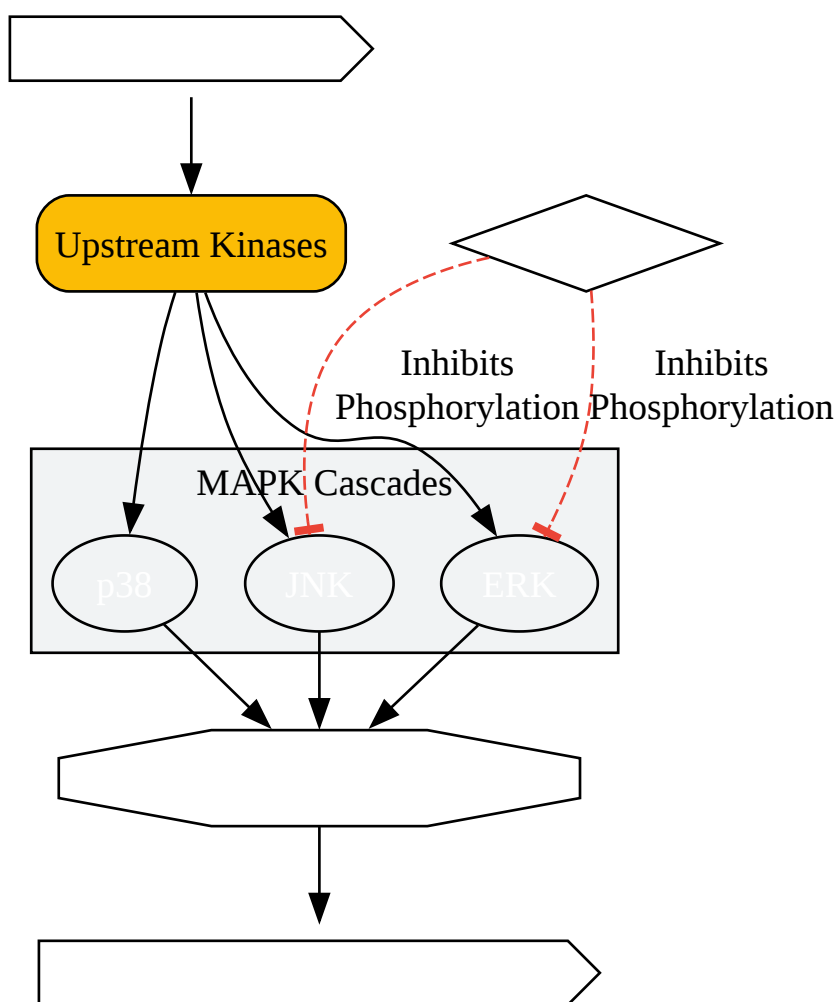 Upstream Kinases
Inhibits
Phosphorylation
Inhibits
Phosphorylation
MAPK Cascades
p38
JNK
ERK